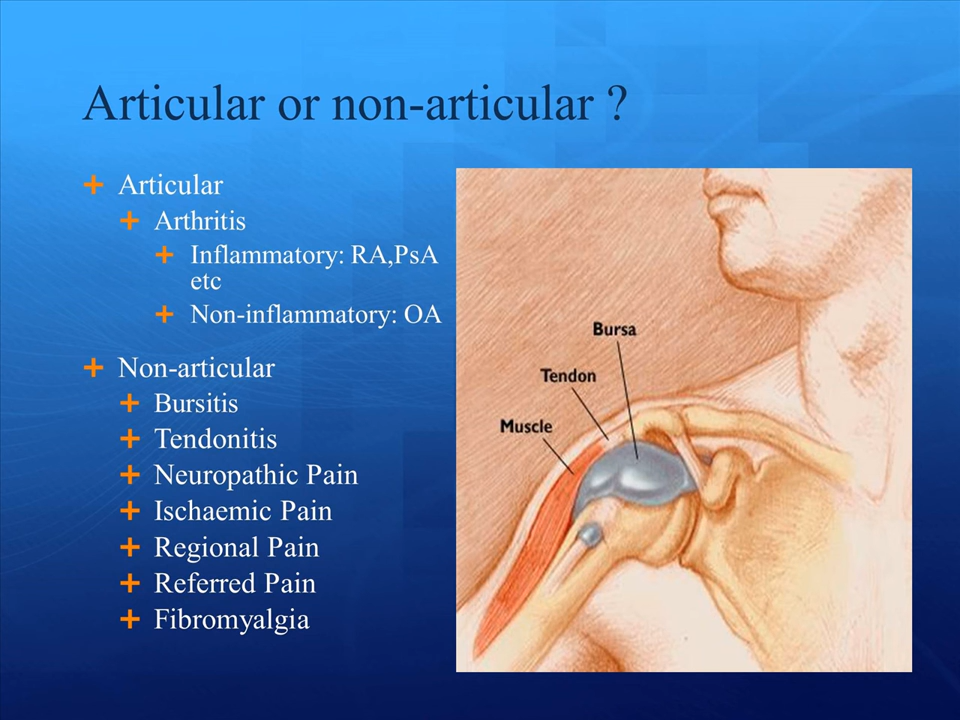 Articular or non-articular ?
Articular
Arthritis
Inflammatory: RA,PsA
etc
Non-inflammatory: OA
Non-articular
Bursitis
Tendonitis
Neuropathic Pain
Ischaemic Pain
Regional Pain
Referred Pain
Fibromyalgia
Bursa
Tendon
Muscle